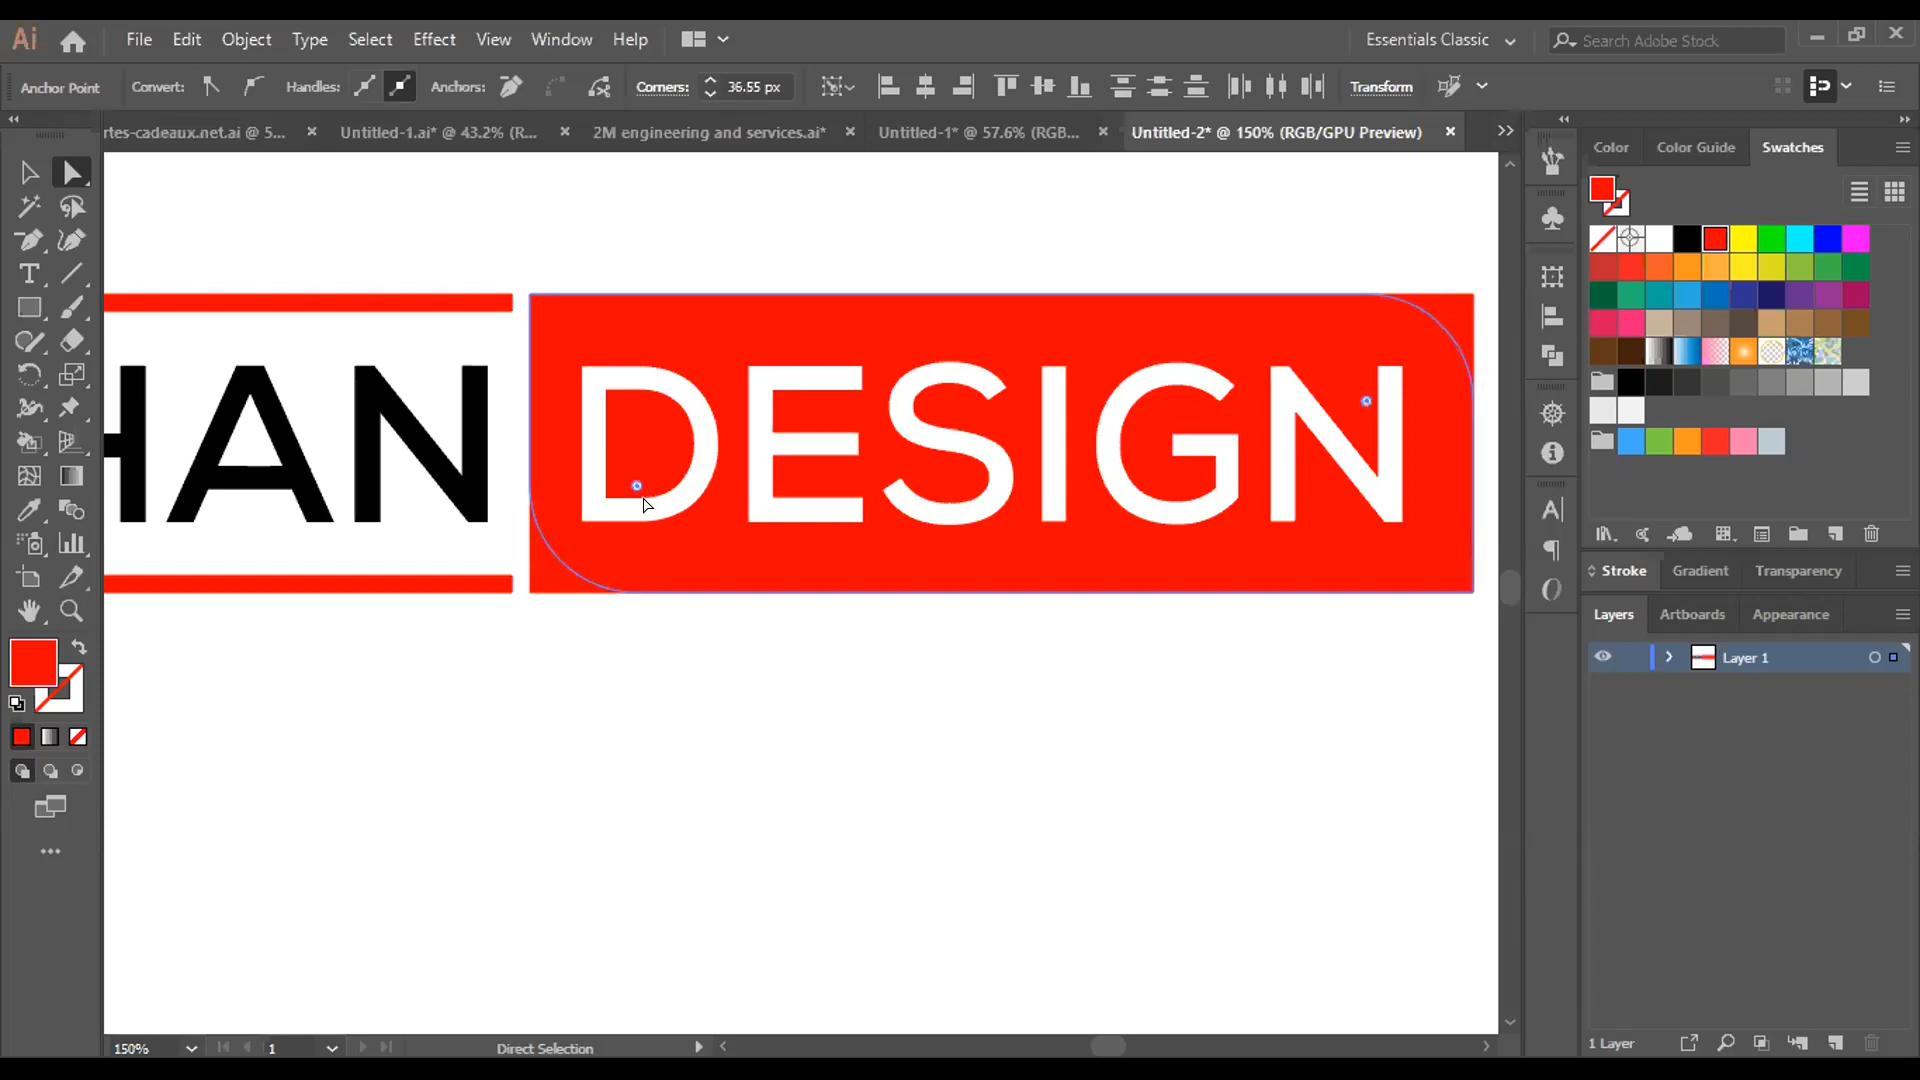 Ai File Edit Object Type Select Effect View Window Help Essentials Classic Search Adobe Stock
Anchor Point Convert: Handles: Anchors: Corners: 36.55 px Transform
rtes-cadeaux.net.ai @ 5... Untitled-1.ai* @ 43.2% (R... 2M engineering and services.ai* Untitled-1* @ 57.6% (RGB... Untitled-2* @ 150% (RGB/GPU Preview)
Color Color Guide Swatches
HAN DESIGN
Stroke Gradient Transparency
Layers Artboards Appearance
Layer 1
1 Layer
150% 1 Direct Selection